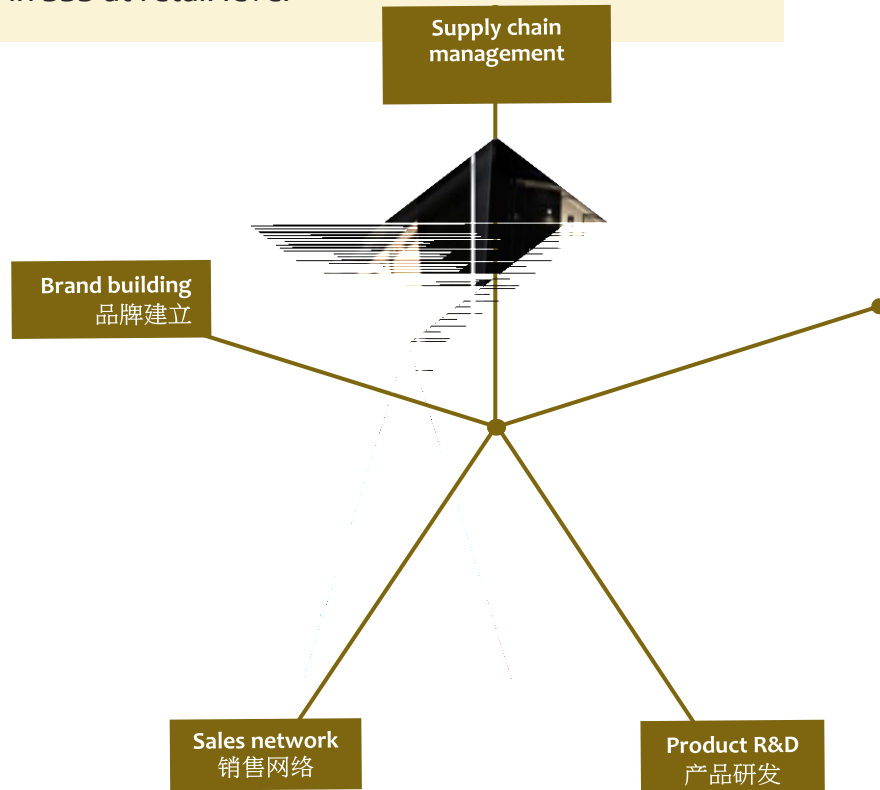 Supply chain
management
Brand building
品牌建立
Sales network
销售网络
Product R&D
产品研发